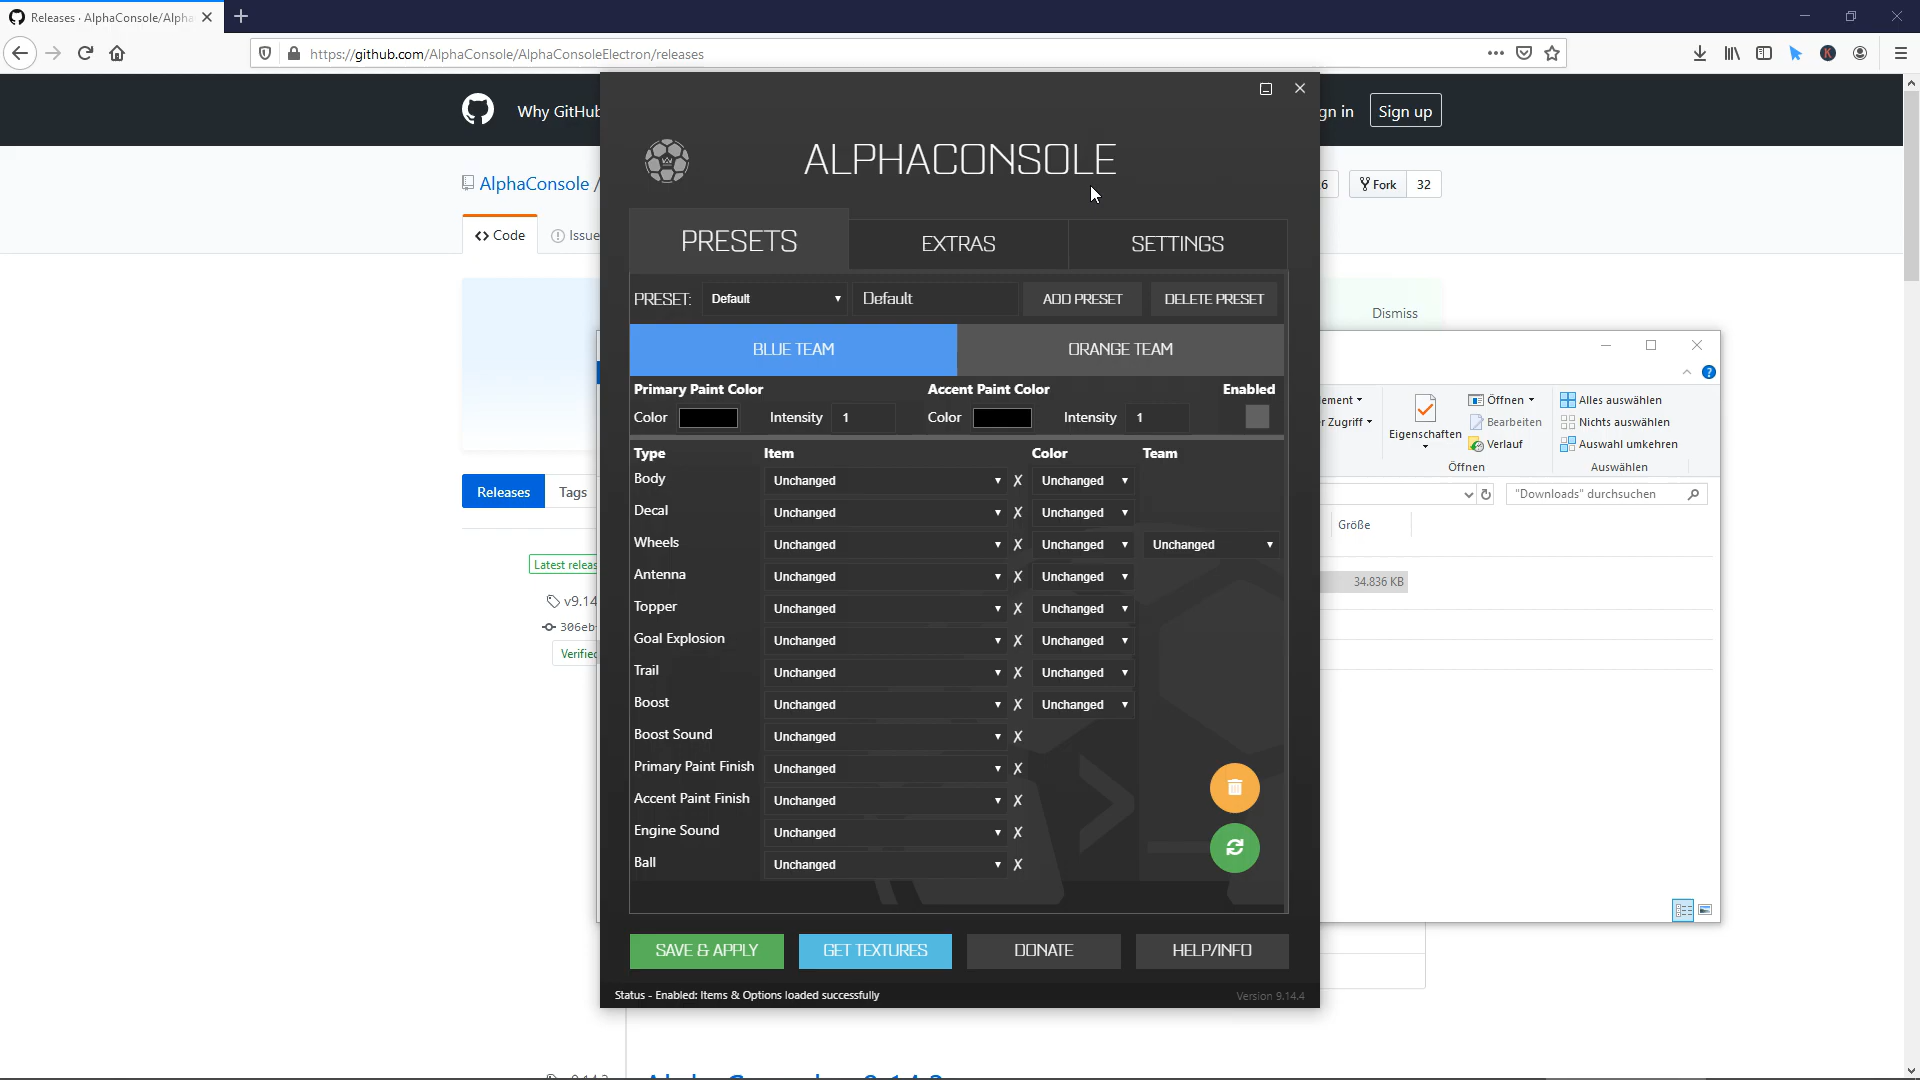 Releases · AlphaConsole/Alpha
https://github.com/AlphaConsole/AlphaConsoleElectron/releases
Why GitHub
gn in
Sign up
AlphaConsole /
6
Fork
32
<> Code
Issue
Dismiss
Releases
Tags
Latest releas
v9.14
306eb
Verified
ALPHACONSOLE
PRESETS
EXTRAS
SETTINGS
PRESET:
Default
Default
ADD PRESET
DELETE PRESET
BLUE TEAM
ORANGE TEAM
Primary Paint Color
Accent Paint Color
Enabled
Color
Intensity
1
Color
Intensity
1
Type
Item
Color
Team
Body
Unchanged
X
Unchanged
Decal
Unchanged
X
Unchanged
Wheels
Unchanged
X
Unchanged
Unchanged
Antenna
Unchanged
X
Unchanged
Topper
Unchanged
X
Unchanged
Goal Explosion
Unchanged
X
Unchanged
Trail
Unchanged
X
Unchanged
Boost
Unchanged
X
Unchanged
Boost Sound
Unchanged
X
Primary Paint Finish
Unchanged
X
Accent Paint Finish
Unchanged
X
Engine Sound
Unchanged
X
Ball
Unchanged
X
SAVE & APPLY
GET TEXTURES
DONATE
HELP/INFO
Status - Enabled: Items & Options loaded successfully
Version 9.14.4
ement
r Zugriff
Eigenschaften
Öffnen
Bearbeiten
Verlauf
Öffnen
Alles auswählen
Nichts auswählen
Auswahl umkehren
Auswählen
"Downloads" durchsuchen
Größe
34.836 KB